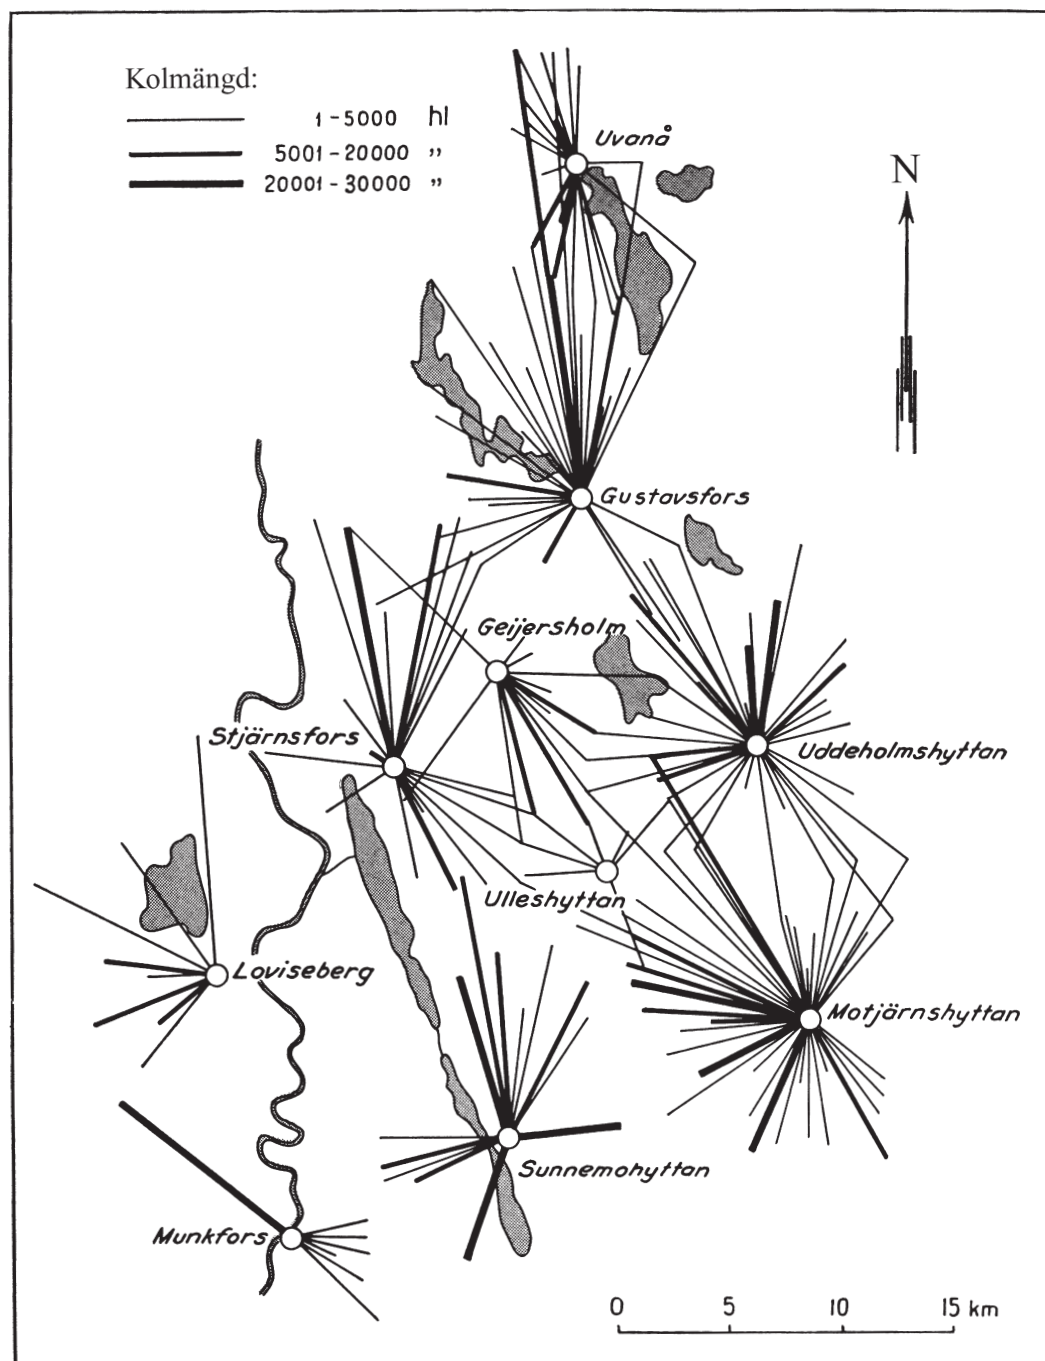 Kolmängd:
1-5000 hl
5001-20000 „
20001-30000 „
Uvanå
N
Gustavsfors
Geijersholm
Stjärnsfors
Uddeholmshyttan
Ulleshyttan
Loviseberg
Motjärnshyttan
Sunnemohyttan
Munkfors
0 5 10 15 km